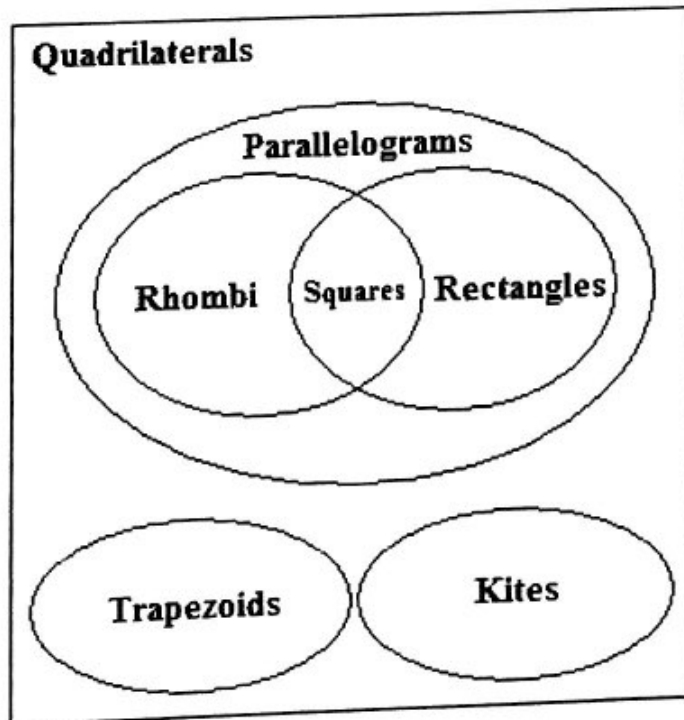 Quadrilaterals
Parallelograms
Rhombi
Squares
Rectangles
Trapezoids
Kites